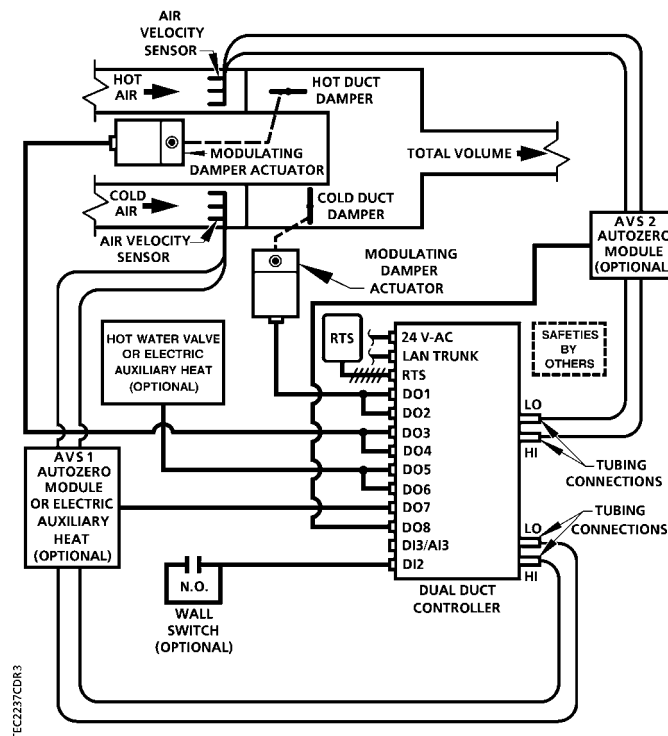 AIR
VELOCITY
SENSOR
HOT
AIR
HOT DUCT
DAMPER
MODULATING
DAMPER ACTUATOR
TOTAL VOLUME
COLD
AIR
COLD DUCT
DAMPER
AIR VELOCITY
SENSOR
AVS 2
AUTOZERO
MODULE
(OPTIONAL)
MODULATING
DAMPER
ACTUATOR
HOT WATER VALVE
OR ELECTRIC
AUXILIARY HEAT
(OPTIONAL)
RTS
24 V-AC
LAN TRUNK
RTS
DO1
DO2
DO3
DO4
DO5
DO6
DO7
DO8
DI3/AI3
DI2
SAFETIES
BY
OTHERS
LO
HI
TUBING
CONNECTIONS
LO
HI
TUBING
CONNECTIONS
AVS 1
AUTOZERO
MODULE
OR ELECTRIC
AUXILIARY
HEAT
(OPTIONAL)
N.O.
WALL
SWITCH
(OPTIONAL)
DUAL DUCT
CONTROLLER
TEC2237CDR3